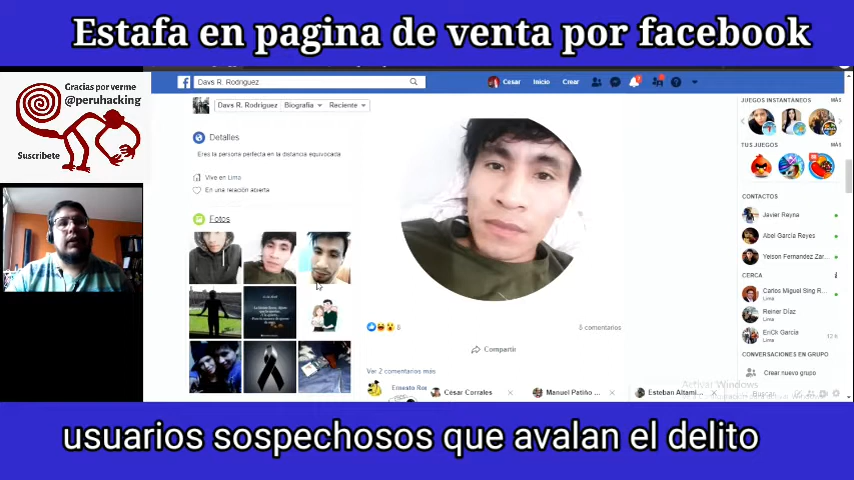 Estafa en pagina de venta por facebook
Gracias por verme
@peruhacking
Suscribete
Davs R. Rodriguez
Cesar
Inicio
Crear
Davs R. Rodriguez
Biografía
Reciente
Detalles
Eres la persona perfecta en la distancia equivocada
Vive en Lima
En una relación abierta
Fotos
8
3 comentarios
Compartir
Ver 2 comentarios más
César Corrales
Manuel Patiño
Esteban Altami
JUEGOS INSTANTÁNEOS
MÁS
TUS JUEGOS
MÁS
CONTACTOS
Javier Reyna
Abel García Reyes
Yeison Fernandez Zar...
CERCA
Carlos Miguel Sing R...
Lima
Reiner Díaz
Lima
Erick García
Lima
CONVERSACIONES EN GRUPO
Crear nuevo grupo
Activar Windows
Buscar
usuarios sospechosos que avalan el delito